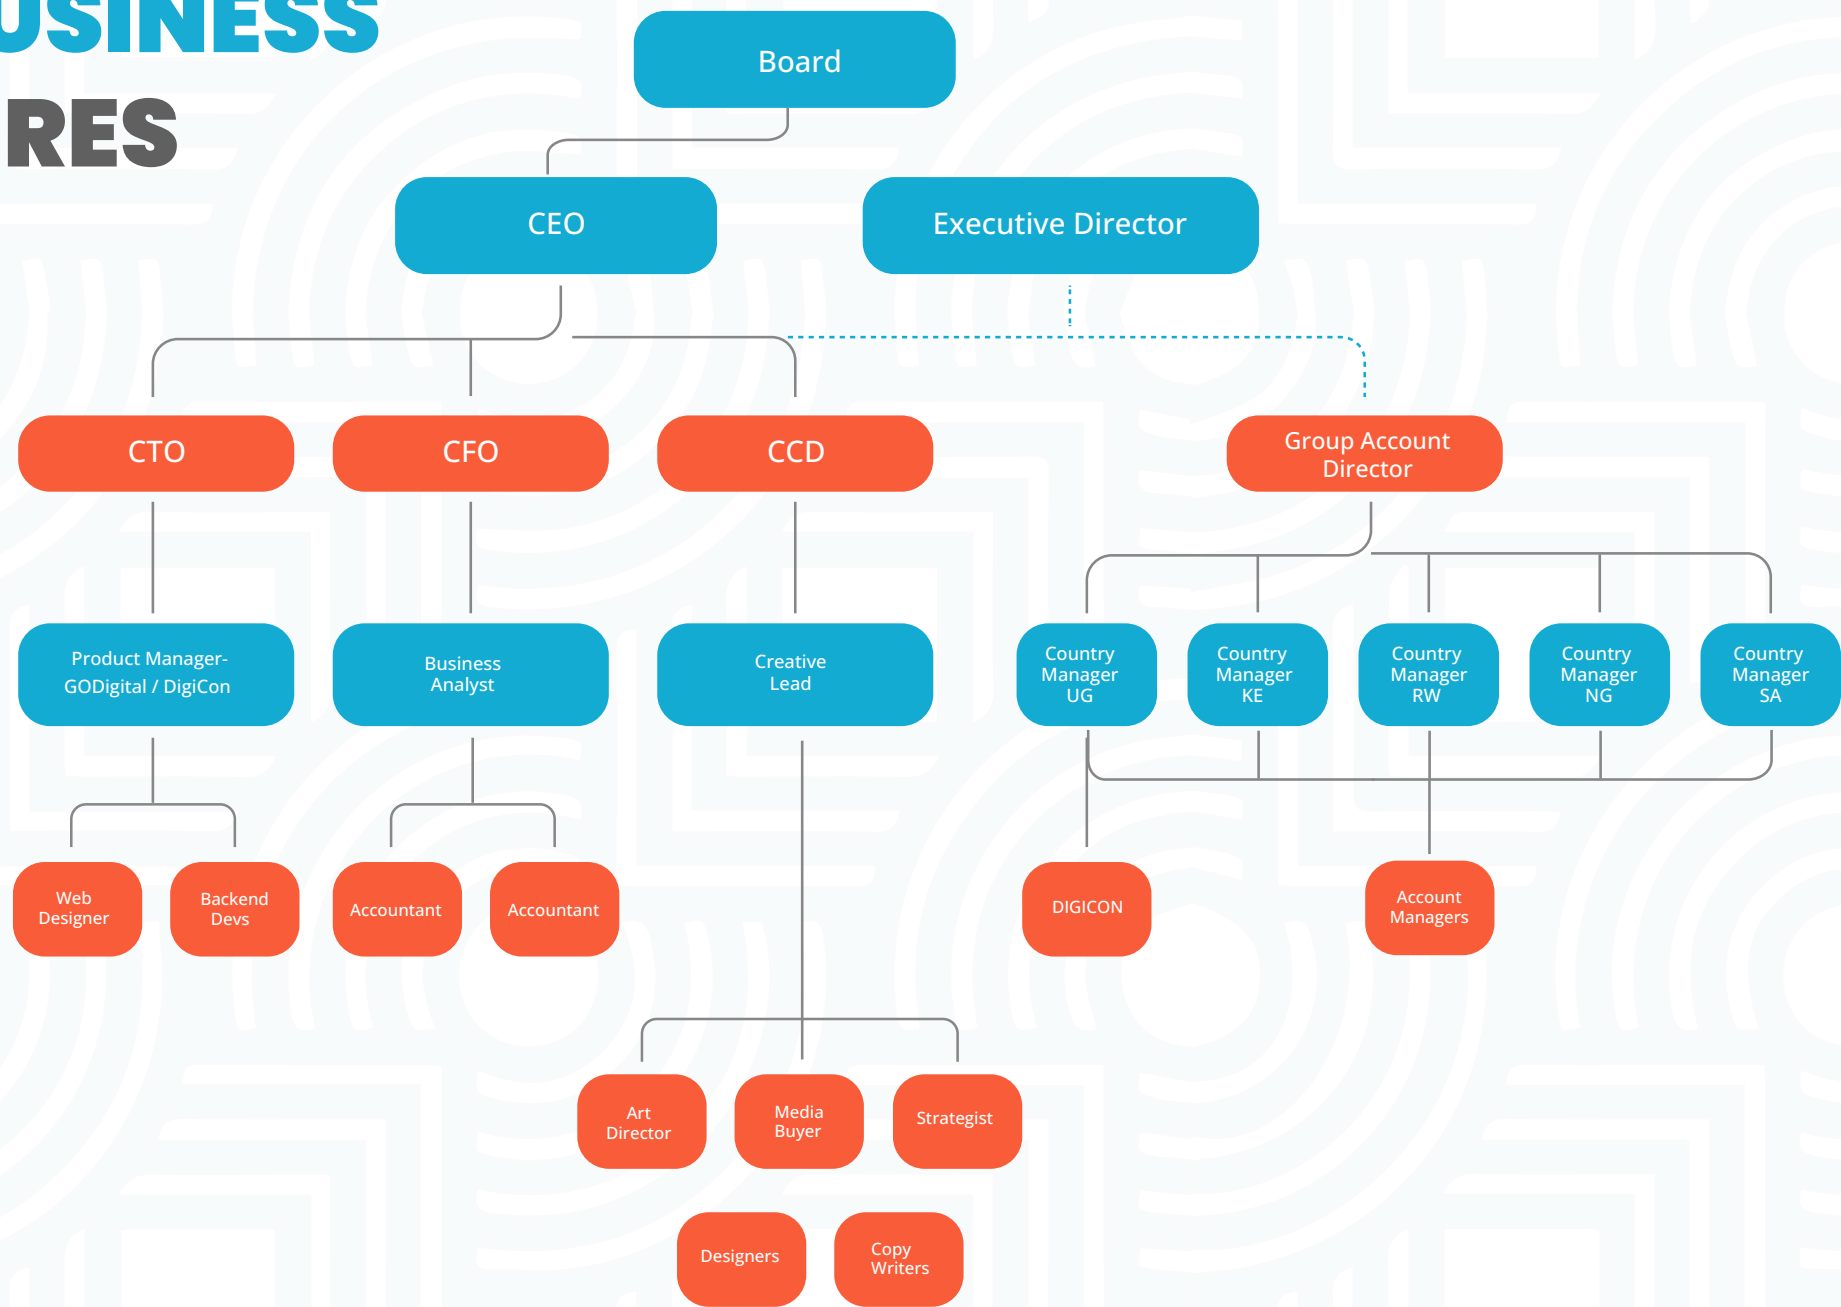 USINESS
RES
Board
CEO
Executive Director
CTO
CFO
CCD
Group Account
Director
Product Manager-
GODigital / DigiCon
Business
Analyst
Creative
Lead
Country
Manager
UG
Country
Manager
KE
Country
Manager
RW
Country
Manager
NG
Country
Manager
SA
Web
Designer
Backend
Devs
Accountant
Accountant
DIGICON
Account
Managers
Art
Director
Media
Buyer
Strategist
Designers
Copy
Writers